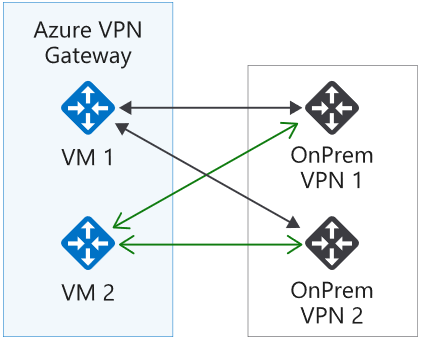 Azure VPN
Gateway
VM 1
OnPrem
VPN 1
VM 2
OnPrem
VPN 2